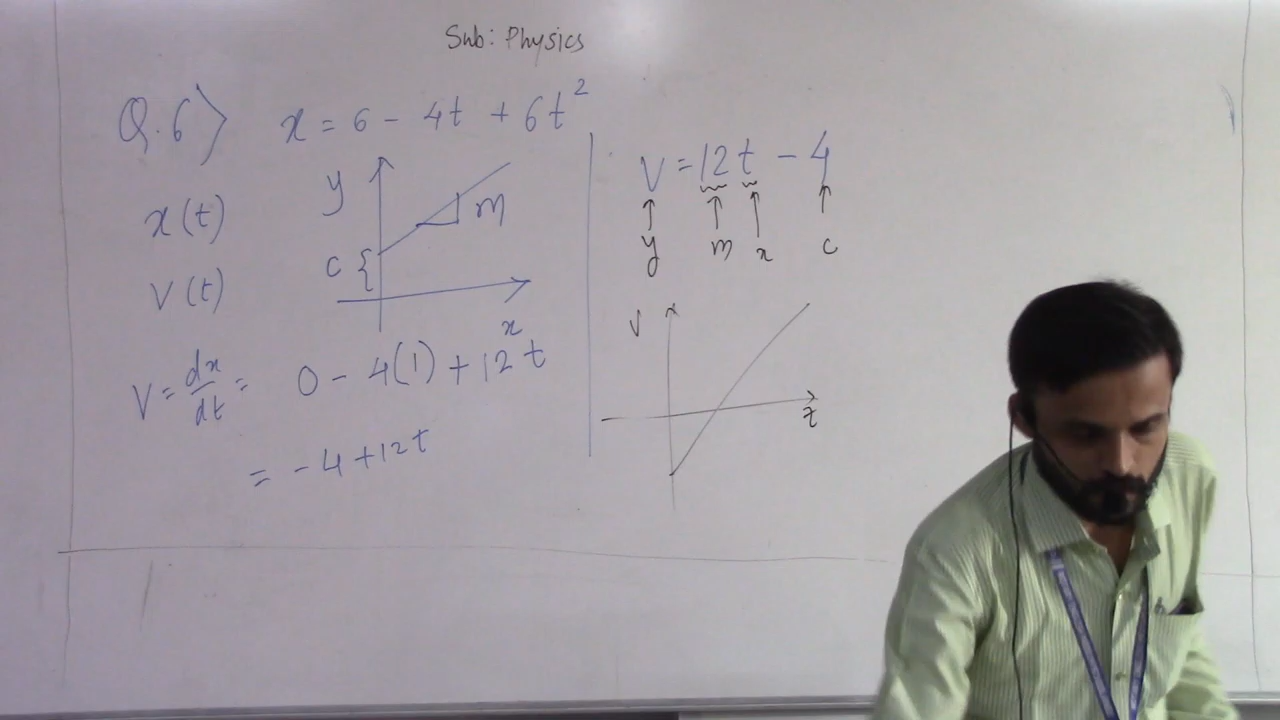 Sub: Physics
Q.6> x = 6 - 4t + 6t²
x(t)
V(t)
y
m
c {
x
V = dx/dt = 0 - 4(1) + 12t
= -4 + 12t
V = 12t - 4
y m x c
V
t